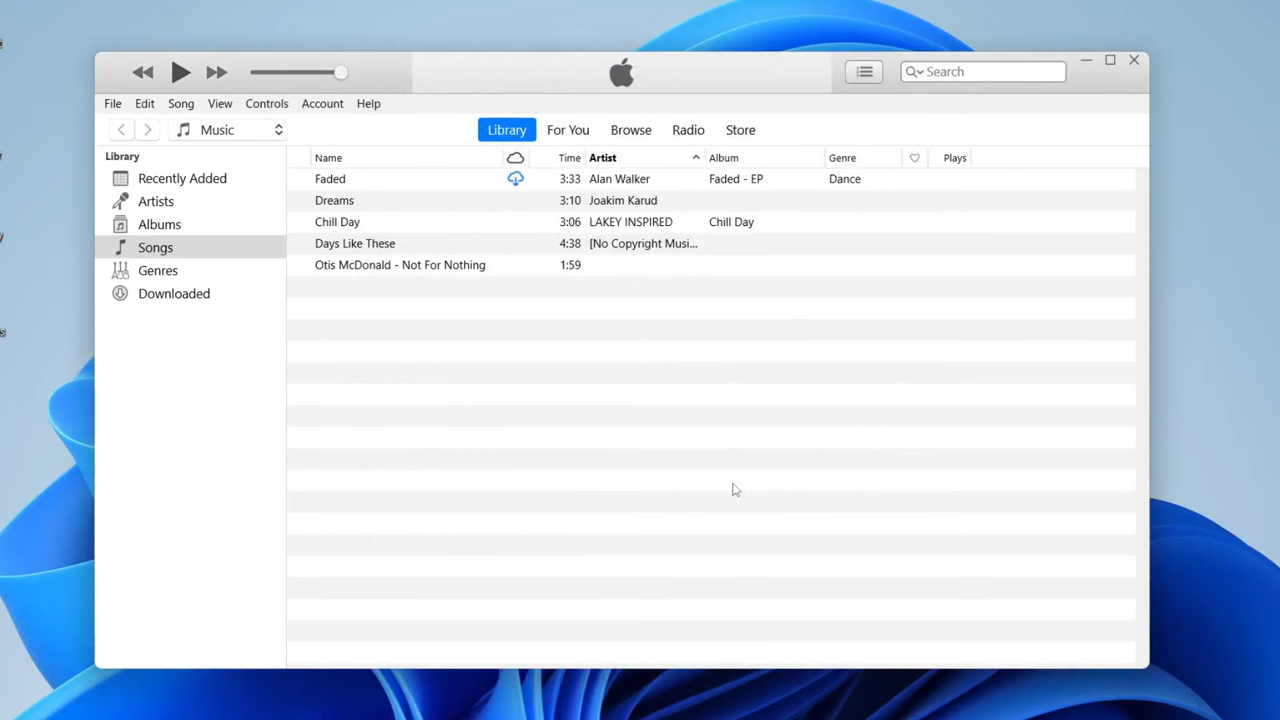 Search
File Edit Song View Controls Account Help
Music Library For You Browse Radio Store
Library
Recently Added
Artists
Albums
Songs
Genres
Downloaded
Name Time Artist Album Genre Plays
Faded 3:33 Alan Walker Faded - EP Dance
Dreams 3:10 Joakim Karud
Chill Day 3:06 LAKEY INSPIRED Chill Day
Days Like These 4:38 [No Copyright Musi...
Otis McDonald - Not For Nothing 1:59